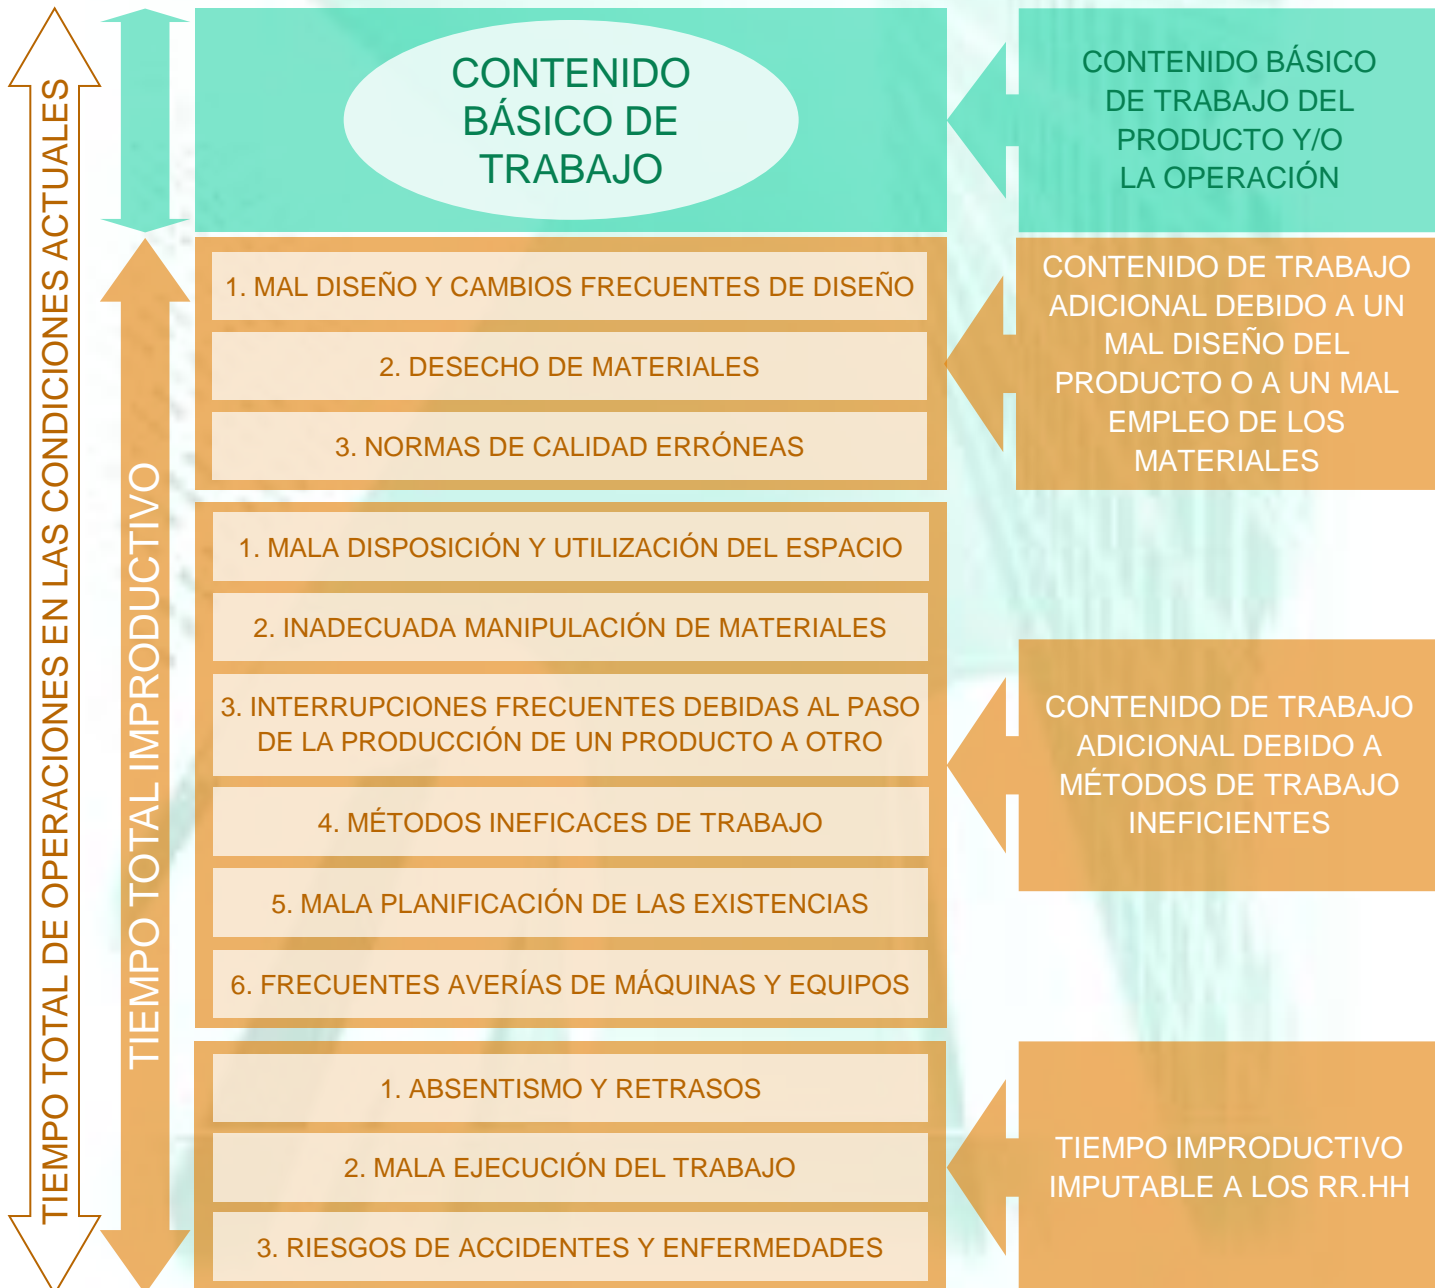 TIEMPO TOTAL DE OPERACIONES EN LAS CONDICIONES ACTUALES
TIEMPO TOTAL IMPRODUCTIVO
CONTENIDO
BÁSICO DE
TRABAJO
CONTENIDO BÁSICO
DE TRABAJO DEL
PRODUCTO Y/O
LA OPERACIÓN
1. MAL DISEÑO Y CAMBIOS FRECUENTES DE DISEÑO
2. DESECHO DE MATERIALES
3. NORMAS DE CALIDAD ERRÓNEAS
CONTENIDO DE TRABAJO
ADICIONAL DEBIDO A UN
MAL DISEÑO DEL
PRODUCTO O A UN MAL
EMPLEO DE LOS
MATERIALES
1. MALA DISPOSICIÓN Y UTILIZACIÓN DEL ESPACIO
2. INADECUADA MANIPULACIÓN DE MATERIALES
3. INTERRUPCIONES FRECUENTES DEBIDAS AL PASO
DE LA PRODUCCIÓN DE UN PRODUCTO A OTRO
4. MÉTODOS INEFICACES DE TRABAJO
5. MALA PLANIFICACIÓN DE LAS EXISTENCIAS
6. FRECUENTES AVERÍAS DE MÁQUINAS Y EQUIPOS
CONTENIDO DE TRABAJO
ADICIONAL DEBIDO A
MÉTODOS DE TRABAJO
INEFICIENTES
1. ABSENTISMO Y RETRASOS
2. MALA EJECUCIÓN DEL TRABAJO
3. RIESGOS DE ACCIDENTES Y ENFERMEDADES
TIEMPO IMPRODUCTIVO
IMPUTABLE A LOS RR.HH